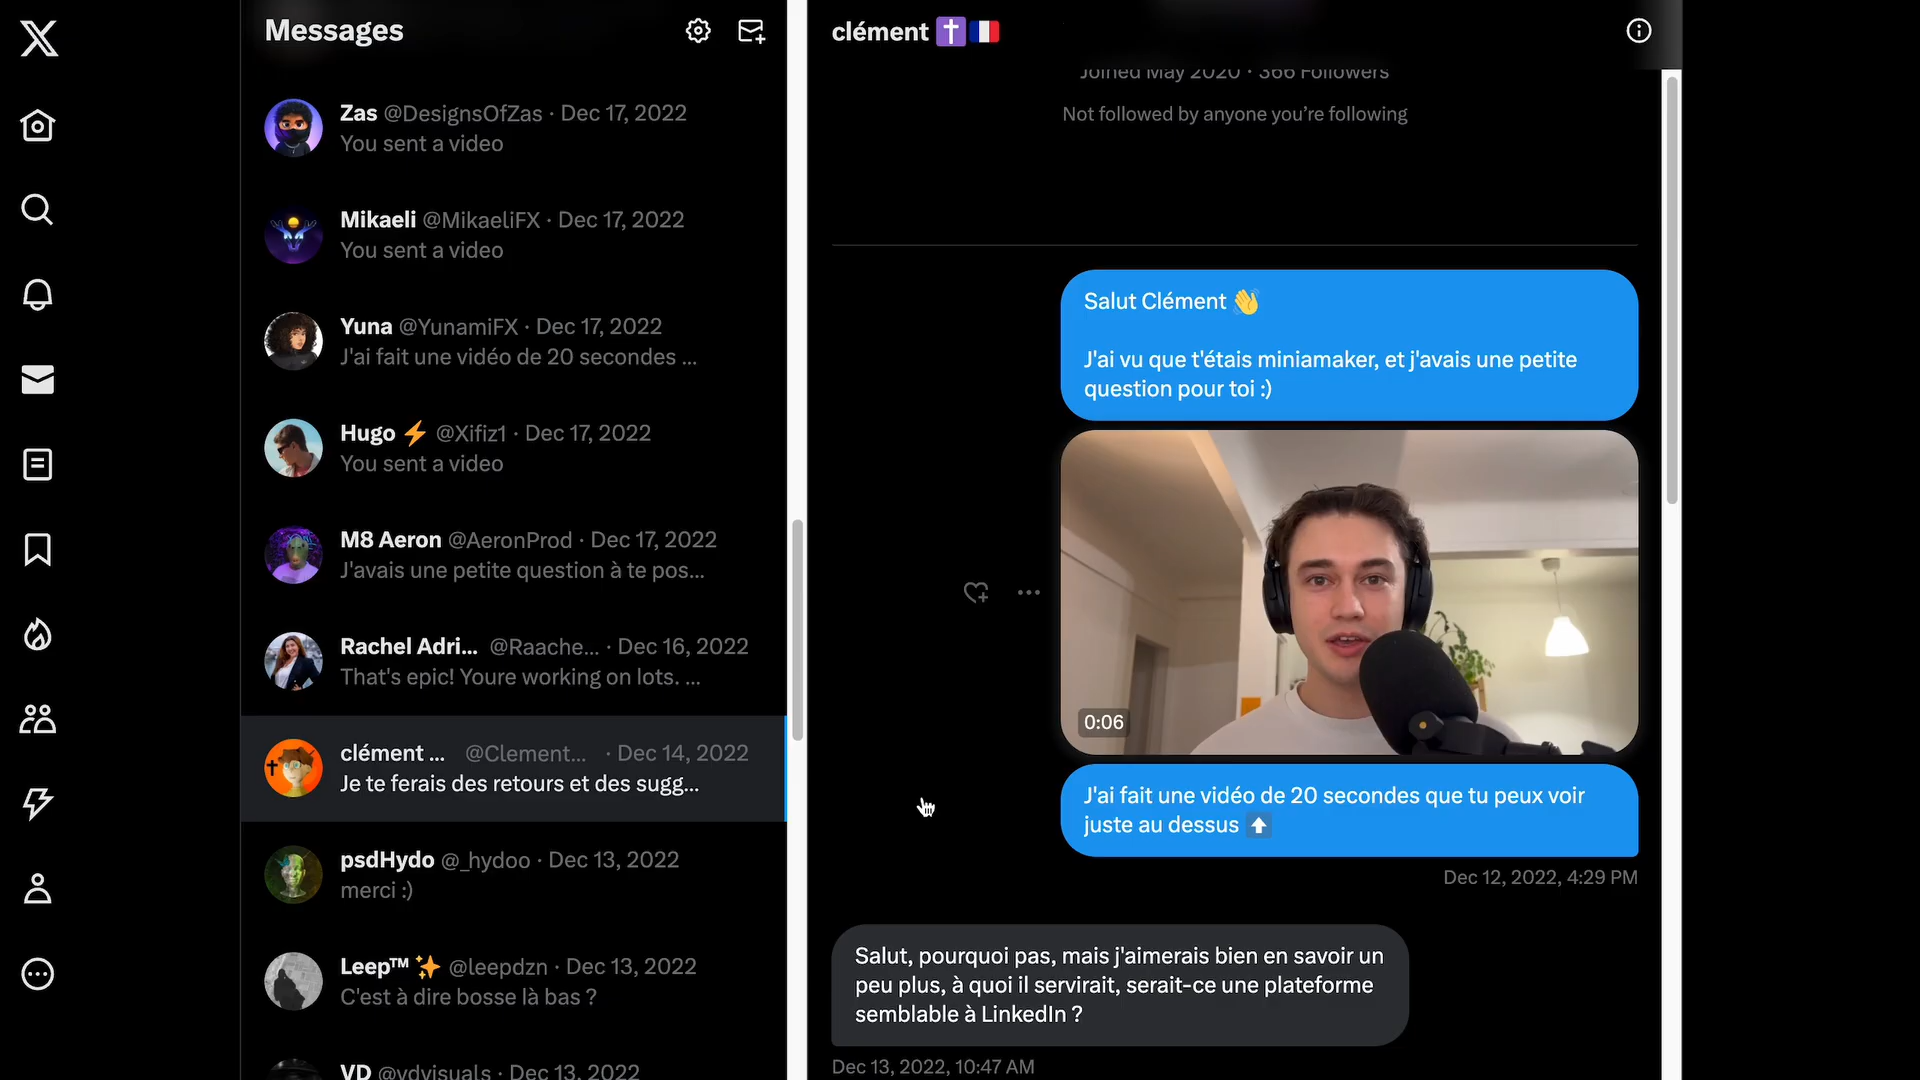 Messages
Zas @DesignsOfZas · Dec 17, 2022
You sent a video
Mikaeli @MikaeliFX · Dec 17, 2022
You sent a video
Yuna @YunamiFX · Dec 17, 2022
J'ai fait une vidéo de 20 secondes ...
Hugo ⚡ @Xifiz1 · Dec 17, 2022
You sent a video
M8 Aeron @AeronProd · Dec 17, 2022
J'avais une petite question à te pos...
Rachel Adri... @Raache... · Dec 16, 2022
That's epic! Youre working on lots. ...
clément ... @Clement... · Dec 14, 2022
Je te ferais des retours et des sugg...
psdHydo @_hydoo · Dec 13, 2022
merci :)
Leep™ ✨ @leepdzn · Dec 13, 2022
C'est à dire bosse là bas ?
VD @vdvisuals · Dec 13, 2022
clément ✝️🇫🇷
Joined May 2020 · 366 Followers
Not followed by anyone you're following
Salut Clément 👋
J'ai vu que t'étais miniamaker, et j'avais une petite
question pour toi :)
0:06
J'ai fait une vidéo de 20 secondes que tu peux voir
juste au dessus ⬆️
Dec 12, 2022, 4:29 PM
Salut, pourquoi pas, mais j'aimerais bien en savoir un
peu plus, à quoi il servirait, serait-ce une plateforme
semblable à LinkedIn ?
Dec 13, 2022, 10:47 AM